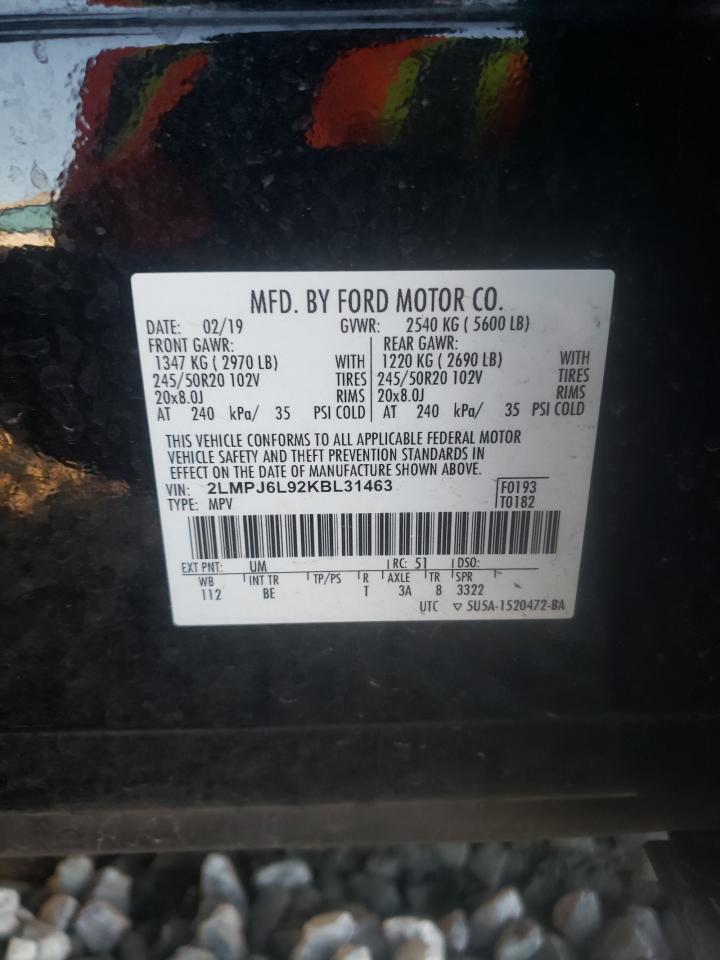 MFD. BY FORD MOTOR CO.
DATE: 02/19 GVWR: 2540 KG ( 5600 LB)
FRONT GAWR: REAR GAWR:
1347 KG ( 2970 LB) WITH 1220 KG ( 2690 LB) WITH
245/50R20 102V TIRES 245/50R20 102V TIRES
20x8.0J RIMS 20x8.0J RIMS
AT 240 kPa/ 35 PSI COLD AT 240 kPa/ 35 PSI COLD
THIS VEHICLE CONFORMS TO ALL APPLICABLE FEDERAL MOTOR
VEHICLE SAFETY AND THEFT PREVENTION STANDARDS IN
EFFECT ON THE DATE OF MANUFACTURE SHOWN ABOVE.
VIN: 2LMPJ6L92KBL31463 F0193
TYPE: MPV T0182
EXT PNT: UM RC: 51 DSO:
WB INT TR TP/PS R AXLE TR SPR
112 BE T 3A 8 3322
UTC ▽ 5U5A-1520472-BA